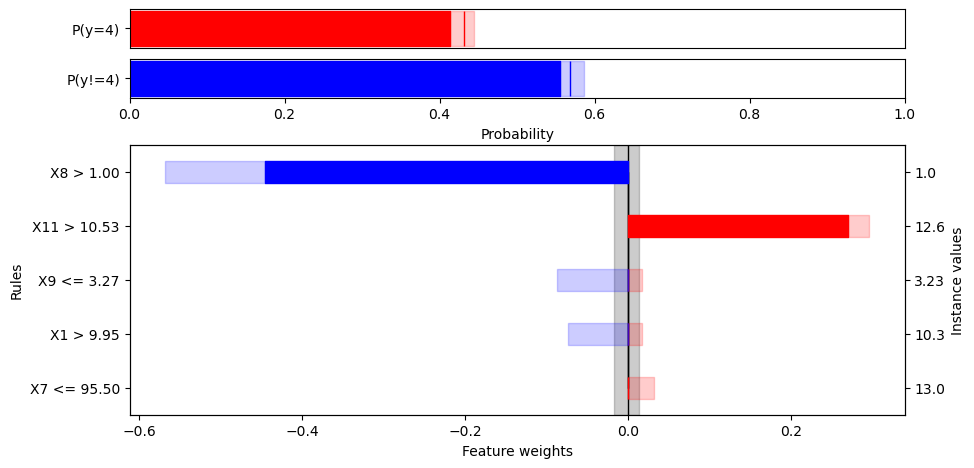 P(y=4)
P(y!=4)
0.0 0.2 0.4 0.6 0.8 1.0
Probability
X8 > 1.00 1.0
X11 > 10.53 12.6
X9 <= 3.27 3.23
X1 > 9.95 10.3
X7 <= 95.50 13.0
Rules
Instance values
−0.6 −0.4 −0.2 0.0 0.2
Feature weights